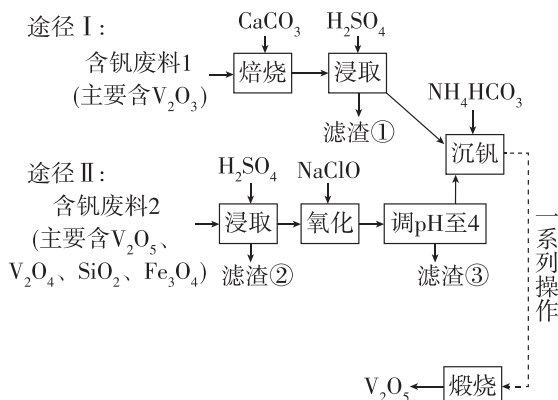 途径Ⅰ:
CaCO₃ H₂SO₄
含钒废料1
(主要含V₂O₃)
焙烧 浸取
滤渣①
NH₄HCO₃
沉钒
途径Ⅱ:
H₂SO₄ NaClO
含钒废料2
(主要含V₂O₅、
V₂O₄、SiO₂、Fe₃O₄)
浸取 氧化 调pH至4
滤渣② 滤渣③
一系列操作
V₂O₅ 煅烧